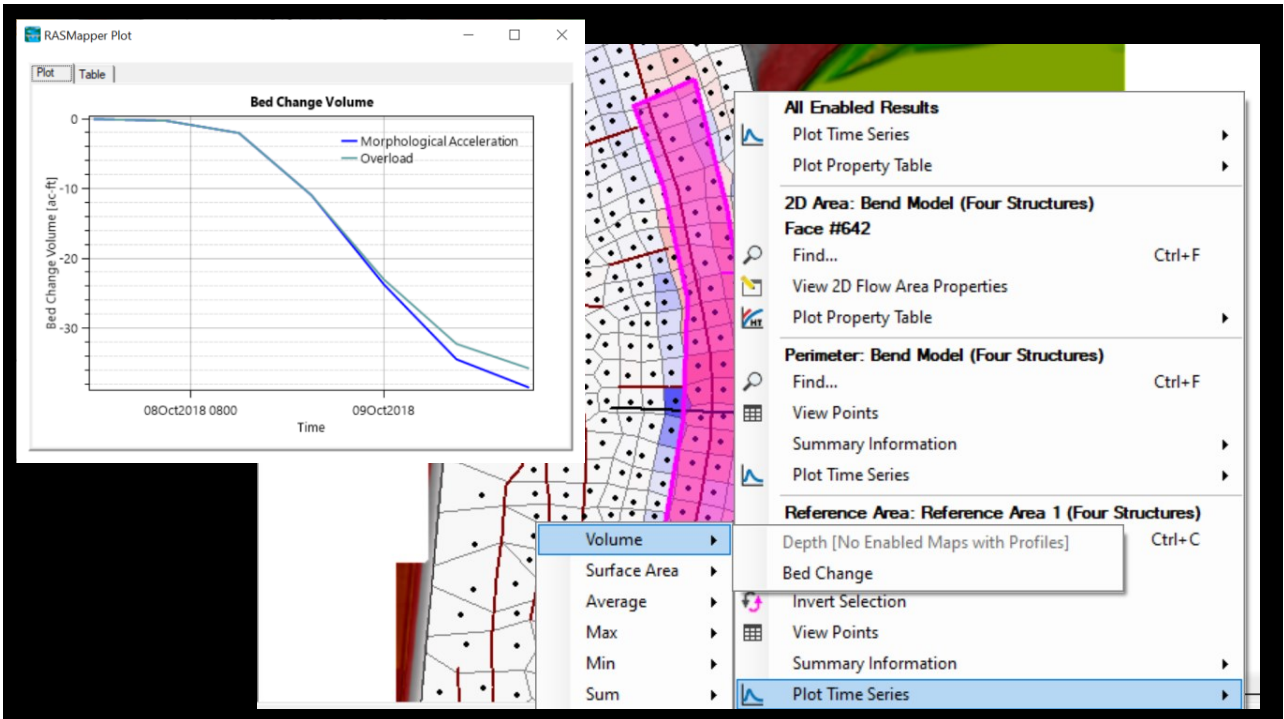 RASMapper Plot
Plot Table
Bed Change Volume
0
-10
-20
-30
Bed Change Volume [ac-ft]
Morphological Acceleration
Overload
08Oct2018 0800
09Oct2018
Time
All Enabled Results
Plot Time Series
Plot Property Table
2D Area: Bend Model (Four Structures)
Face #642
Find... Ctrl+F
View 2D Flow Area Properties
HT
Plot Property Table
Perimeter: Bend Model (Four Structures)
Find... Ctrl+F
View Points
Summary Information
Plot Time Series
Reference Area: Reference Area 1 (Four Structures)
Ctrl+C
Invert Selection
View Points
Summary Information
Plot Time Series
Volume
Surface Area
Average
Max
Min
Sum
Depth [No Enabled Maps with Profiles]
Bed Change